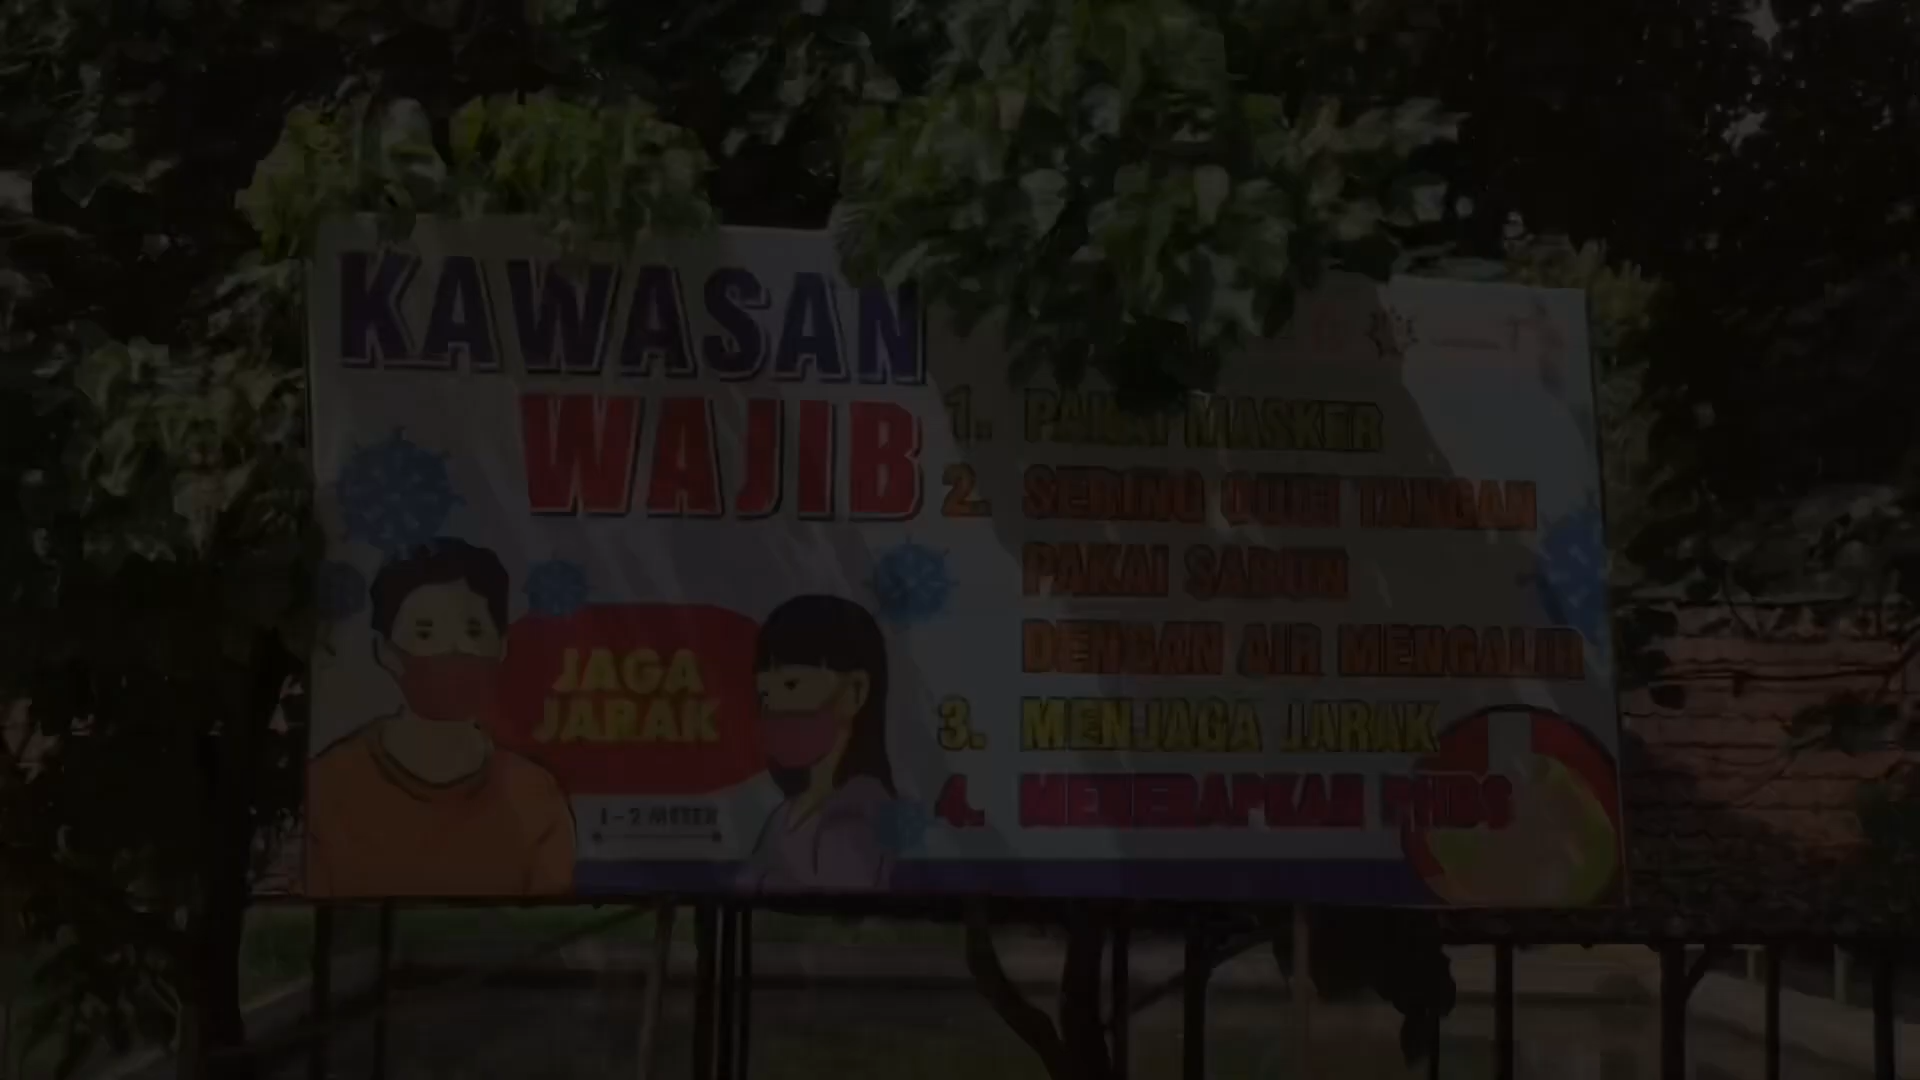 KAWASAN
WAJIB
JAGA
JARAK
1-2 METER
1. PAKAI MASKER
2. SERING CUCI TANGAN
PAKAI SABUN
DENGAN AIR MENGALIR
3. MENJAGA JARAK
4. MENERAPKAN PHBS